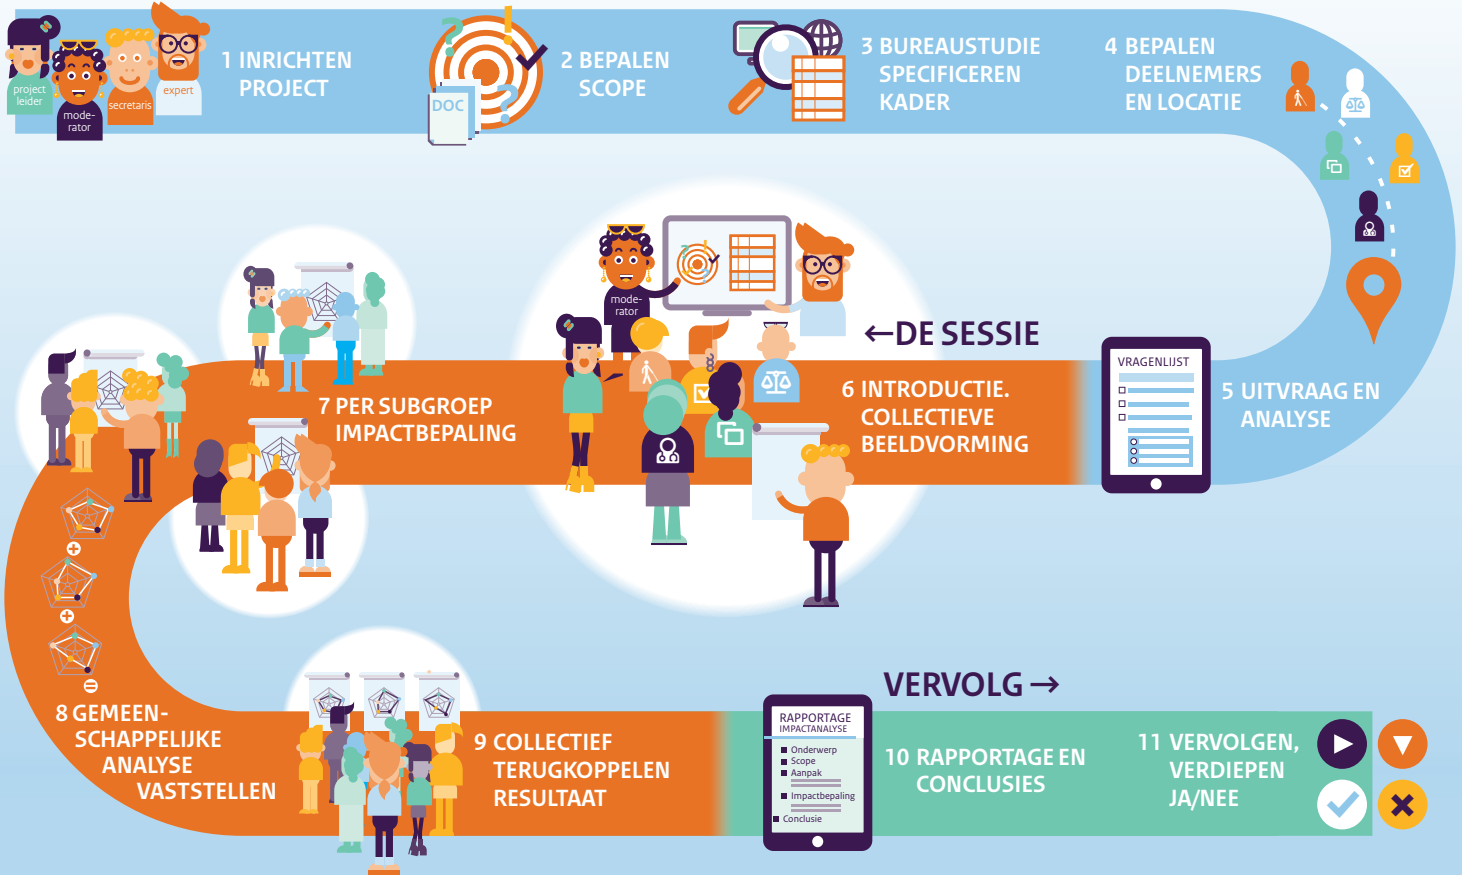 project
leider
mode-
rator
secretaris
expert
1 INRICHTEN
PROJECT
? ! ?
DOC
2 BEPALEN
SCOPE
3 BUREAUSTUDIE
SPECIFICEREN
KADER
4 BEPALEN
DEELNEMERS
EN LOCATIE
VRAGENLIJST
5 UITVRAAG EN
ANALYSE
←DE SESSIE
mode-
rator
6 INTRODUCTIE.
COLLECTIEVE
BEELDVORMING
7 PER SUBGROEP
IMPACTBEPALING
8 GEMEEN-
SCHAPPELIJKE
ANALYSE
VASTSTELLEN
9 COLLECTIEF
TERUGKOPPELEN
RESULTAAT
VERVOLG →
RAPPORTAGE
IMPACTANALYSE
Onderwerp
Scope
Aanpak
Impactbepaling
Conclusie
10 RAPPORTAGE EN
CONCLUSIES
11 VERVOLGEN,
VERDIEPEN
JA/NEE